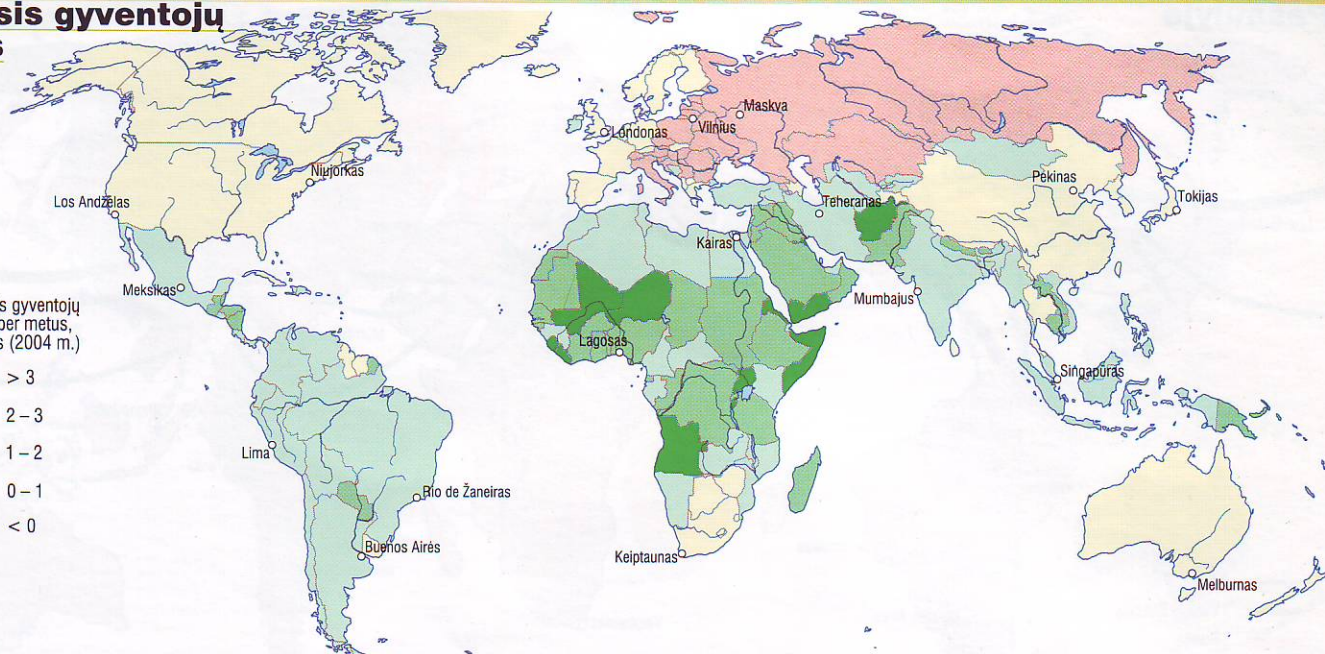 sis gyventojų
s
is gyventojų
per metus,
s (2004 m.)
> 3
2 – 3
1 – 2
0 – 1
< 0
Maskva
Vilnius
Londonas
Niujorkas
Los Andželas
Pekinas
Tokijas
Teheranas
Kairas
Meksikas
Mumbajus
Lagosas
Singapūras
Lima
Rio de Žaneiras
Buenos Airės
Keiptaunas
Melburnas